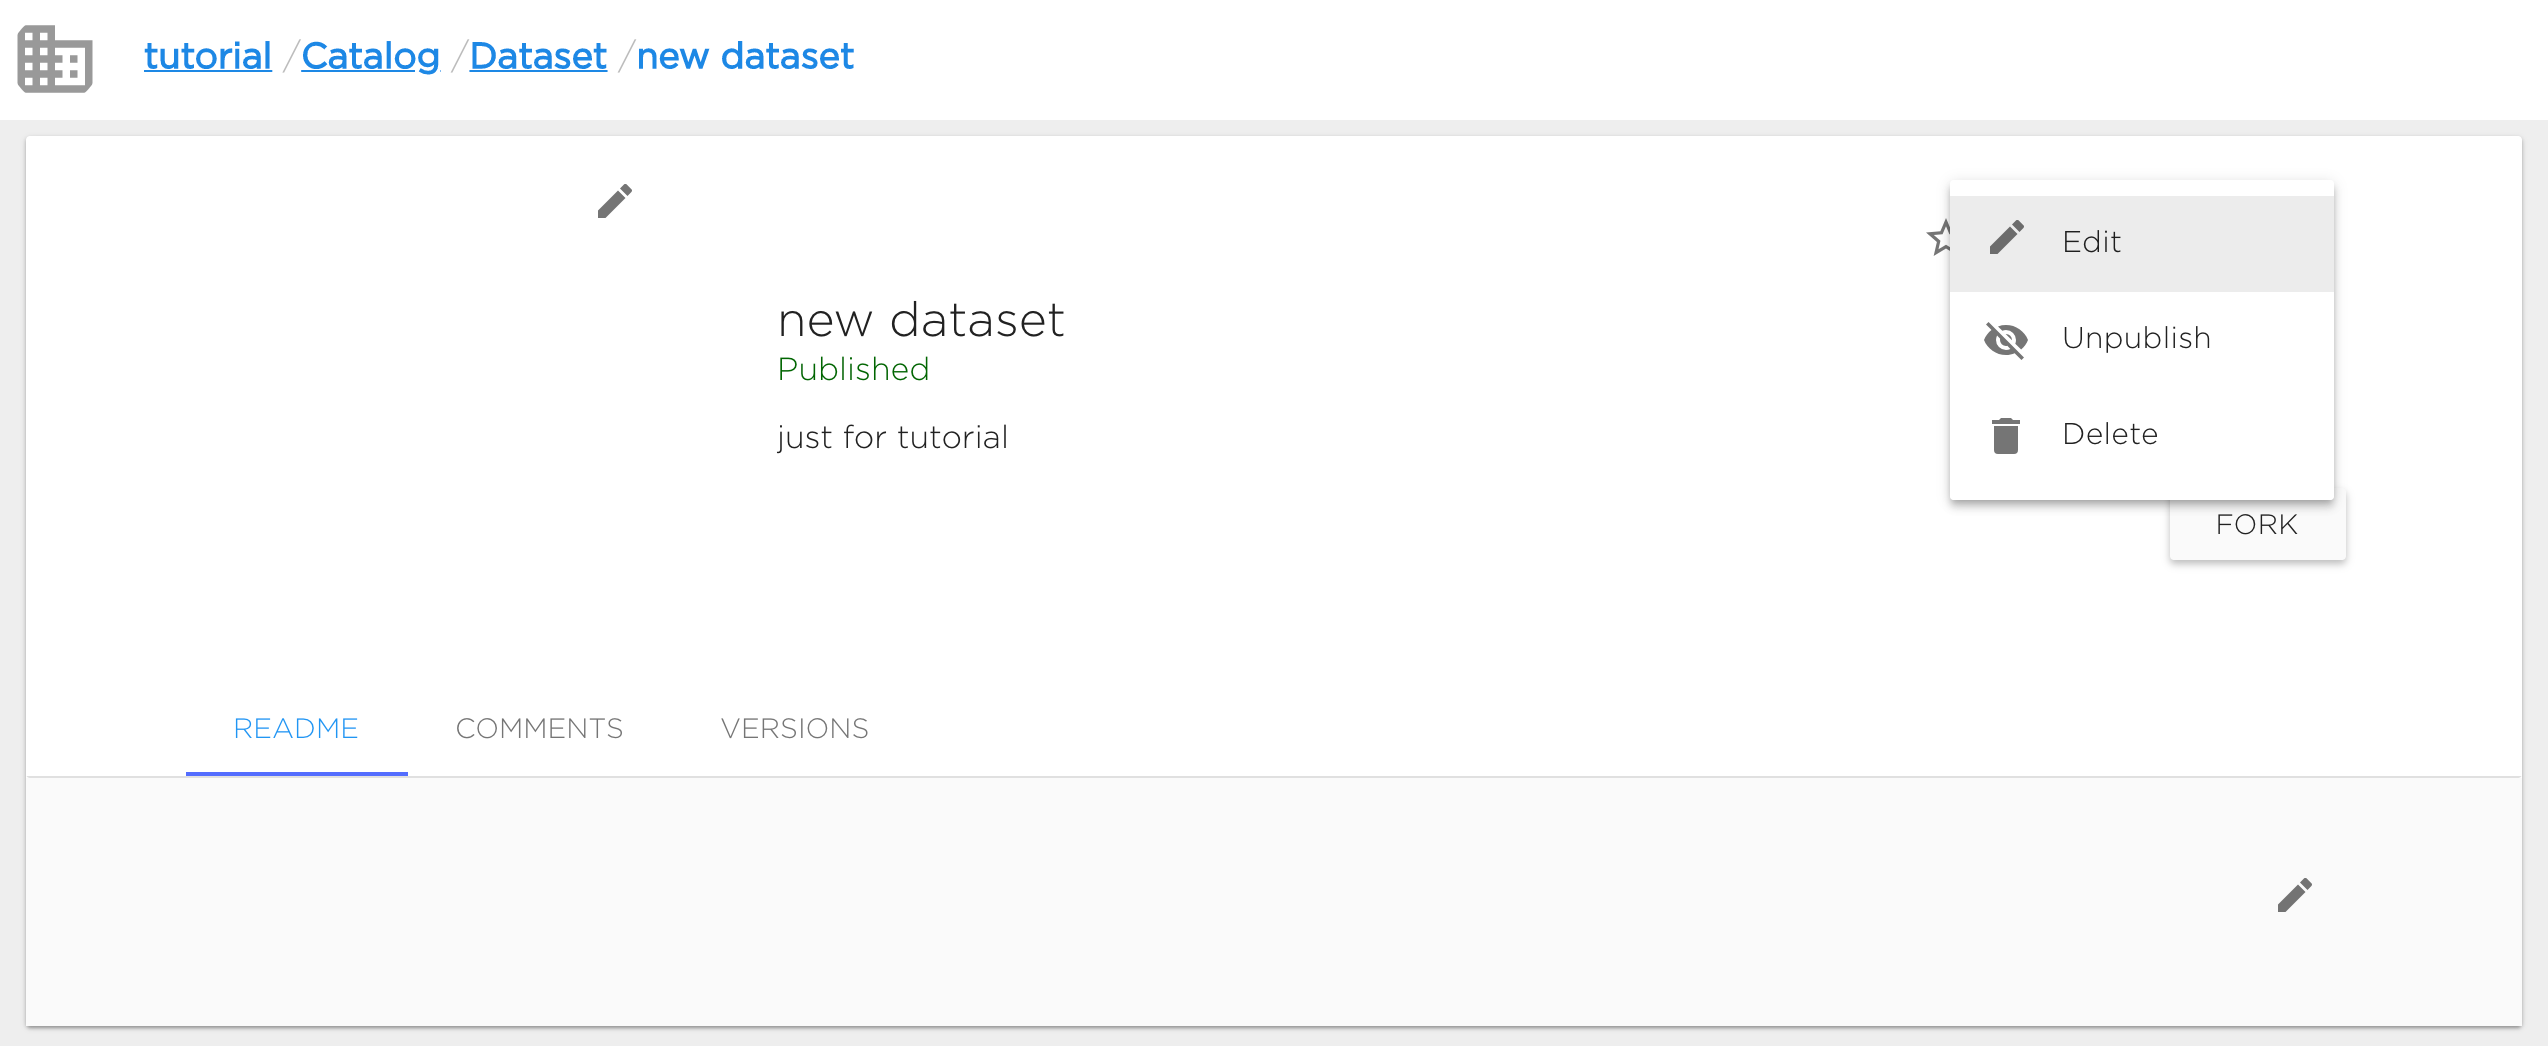 tutorial / Catalog / Dataset / new dataset
Edit
new dataset
Unpublish
Published
just for tutorial
Delete
FORK
README COMMENTS VERSIONS